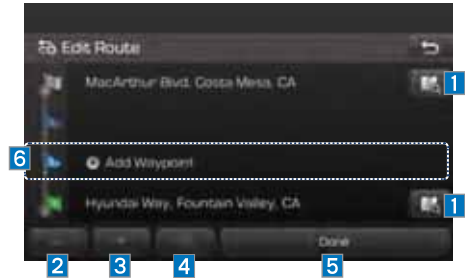 Edit Route
MacArthur Blvd, Costa Mesa, CA
1
6
Add Waypoint
Hyundai Way, Fountain Valley, CA
1
Done
2
3
4
5